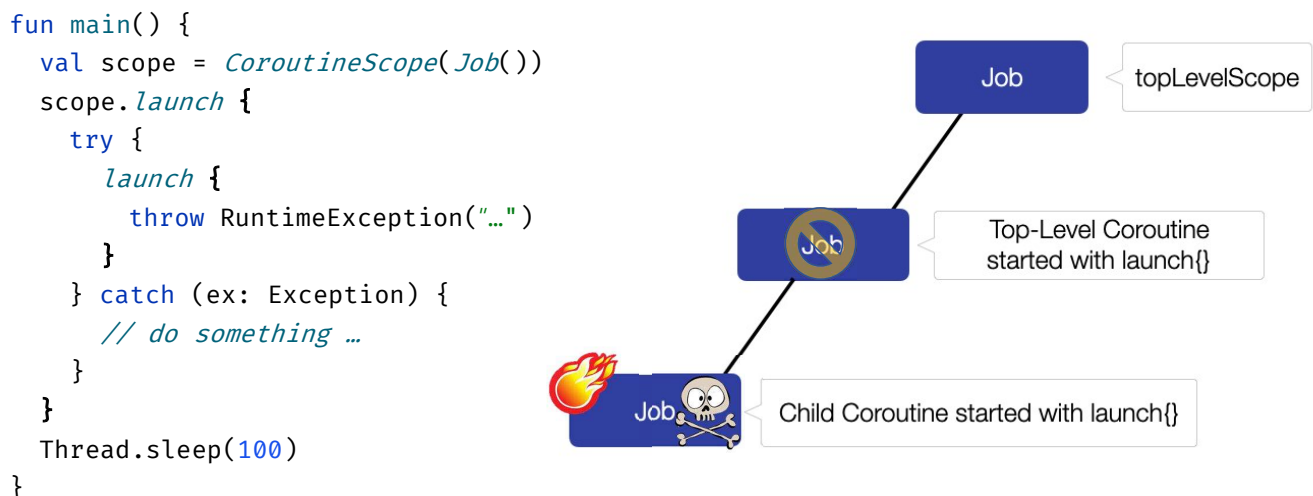 fun main() {
  val scope = CoroutineScope(Job())
  scope.launch {
    try {
      launch {
        throw RuntimeException("…")
      }
    } catch (ex: Exception) {
      // do something …
    }
  }
  Thread.sleep(100)
}
Job
topLevelScope
Job
Top-Level Coroutine
started with launch{}
Job
Child Coroutine started with launch{}